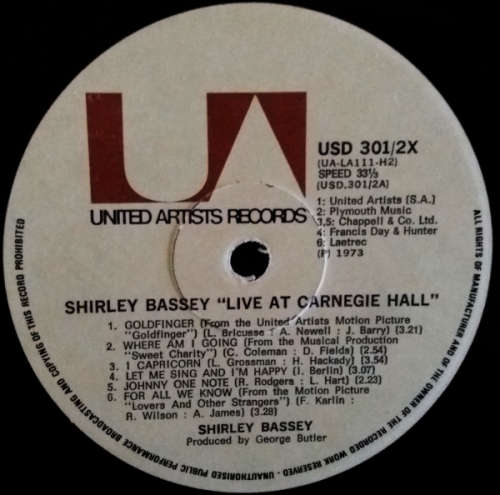 UA
UNITED ARTISTS RECORDS
USD 301/2X
(UA-LA111-H2)
SPEED 33⅓
(USD.301/2A)
1: United Artists [S.A.]
2: Plymouth Music
3,5: Chappell & Co. Ltd.
4: Francis Day & Hunter
6: Laetrec
(P) 1973
SHIRLEY BASSEY "LIVE AT CARNEGIE HALL"
1. GOLDFINGER (From the United Artists Motion Picture
"Goldfinger") (L. Bricusse : A. Newell : J. Barry) (3.21)
2. WHERE AM I GOING (From the Musical Production
"Sweet Charity") (C. Coleman : D. Fields) (2.54)
3. I CAPRICORN (L. Grossman : H. Hackady) (3.54)
4. LET ME SING AND I'M HAPPY (I. Berlin) (3.07)
5. JOHNNY ONE NOTE (R. Rodgers : L. Hart) (2.23)
6. FOR ALL WE KNOW (From the Motion Picture
"Lovers And Other Strangers") (F. Karlin :
R. Wilson : A. James) (3.28)
SHIRLEY BASSEY
Produced by George Butler
ALL RIGHTS OF THE MANUFACTURER AND OF THE OWNER OF THE RECORDED WORK RESERVED - UNAUTHORISED PUBLIC PERFORMANCE BROADCASTING AND COPYING OF THIS RECORD PROHIBITED